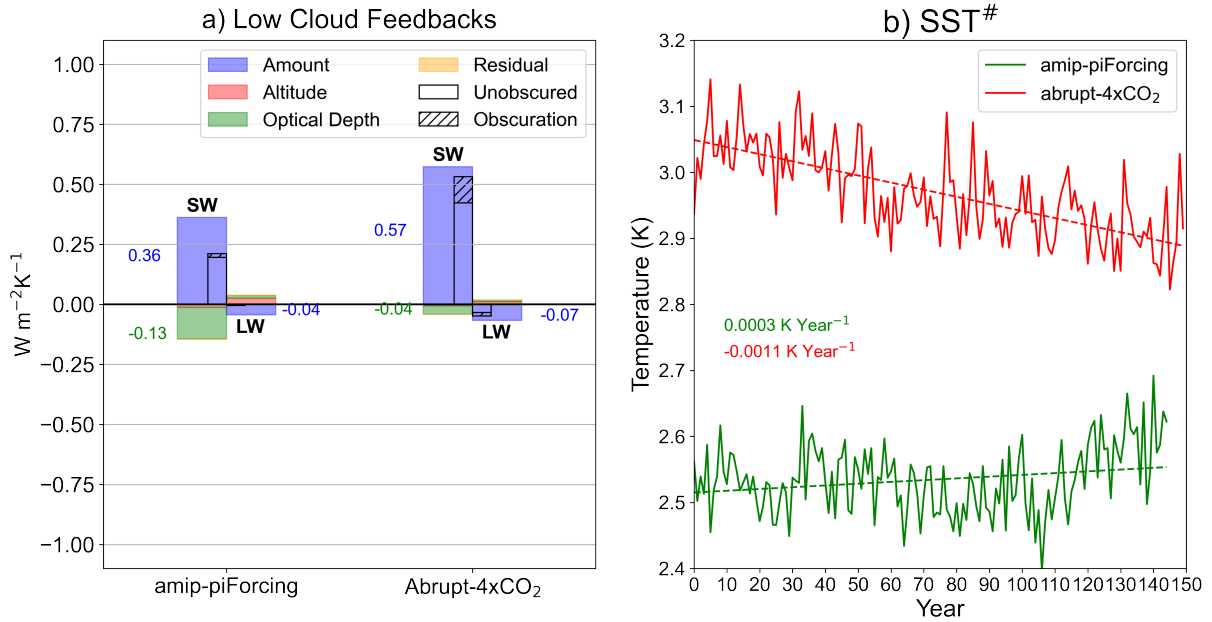 a) Low Cloud Feedbacks
Amount
Altitude
Optical Depth
Residual
Unobscured
Obscuration
1.00
0.75
0.50
0.25
0.00
−0.25
−0.50
−0.75
−1.00
W m⁻²K⁻¹
SW
0.36
-0.13
LW
-0.04
SW
0.57
-0.04
LW
-0.07
amip-piForcing
Abrupt-4xCO₂
b) SST#
amip-piForcing
abrupt-4xCO₂
3.2
3.1
3.0
2.9
2.8
2.7
2.6
2.5
2.4
Temperature (K)
0.0003 K Year⁻¹
-0.0011 K Year⁻¹
0 10 20 30 40 50 60 70 80 90 100 110 120 130 140 150
Year